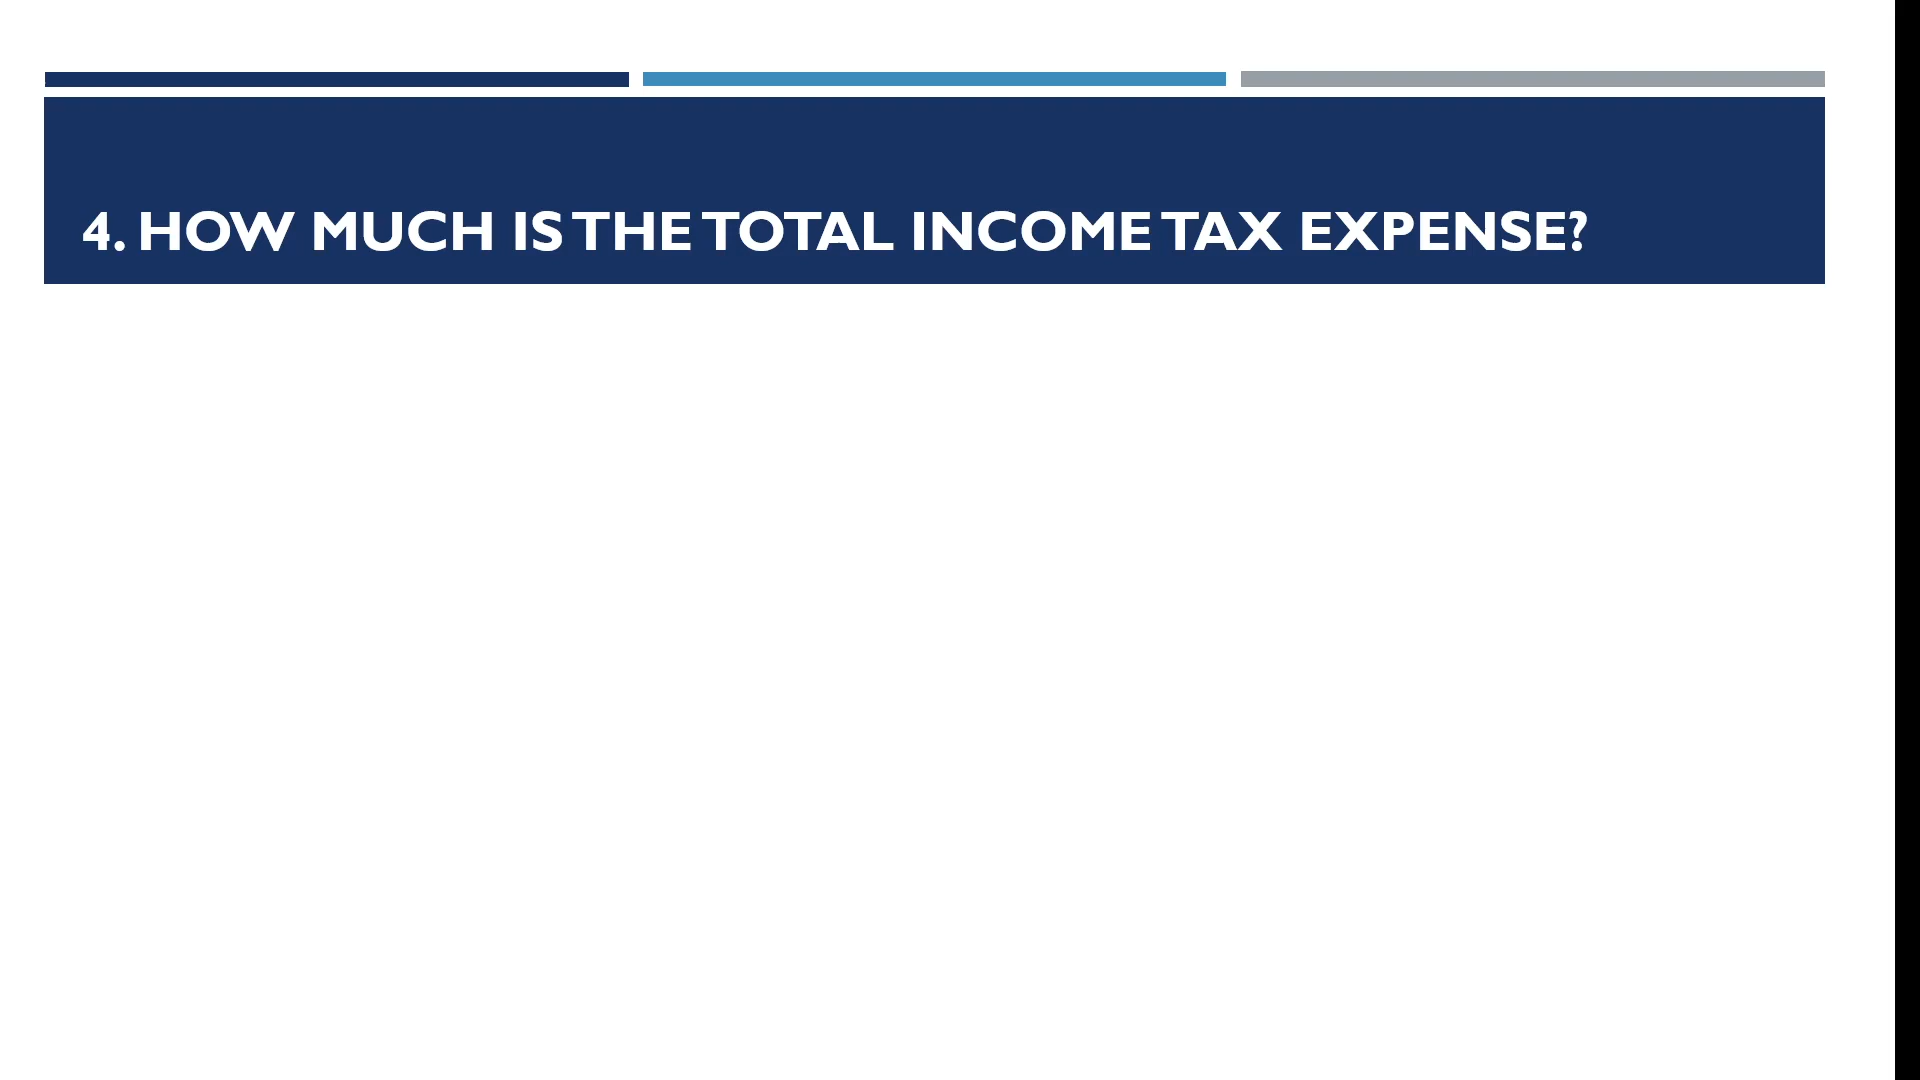 4. HOW MUCH IS THE TOTAL INCOME TAX EXPENSE?